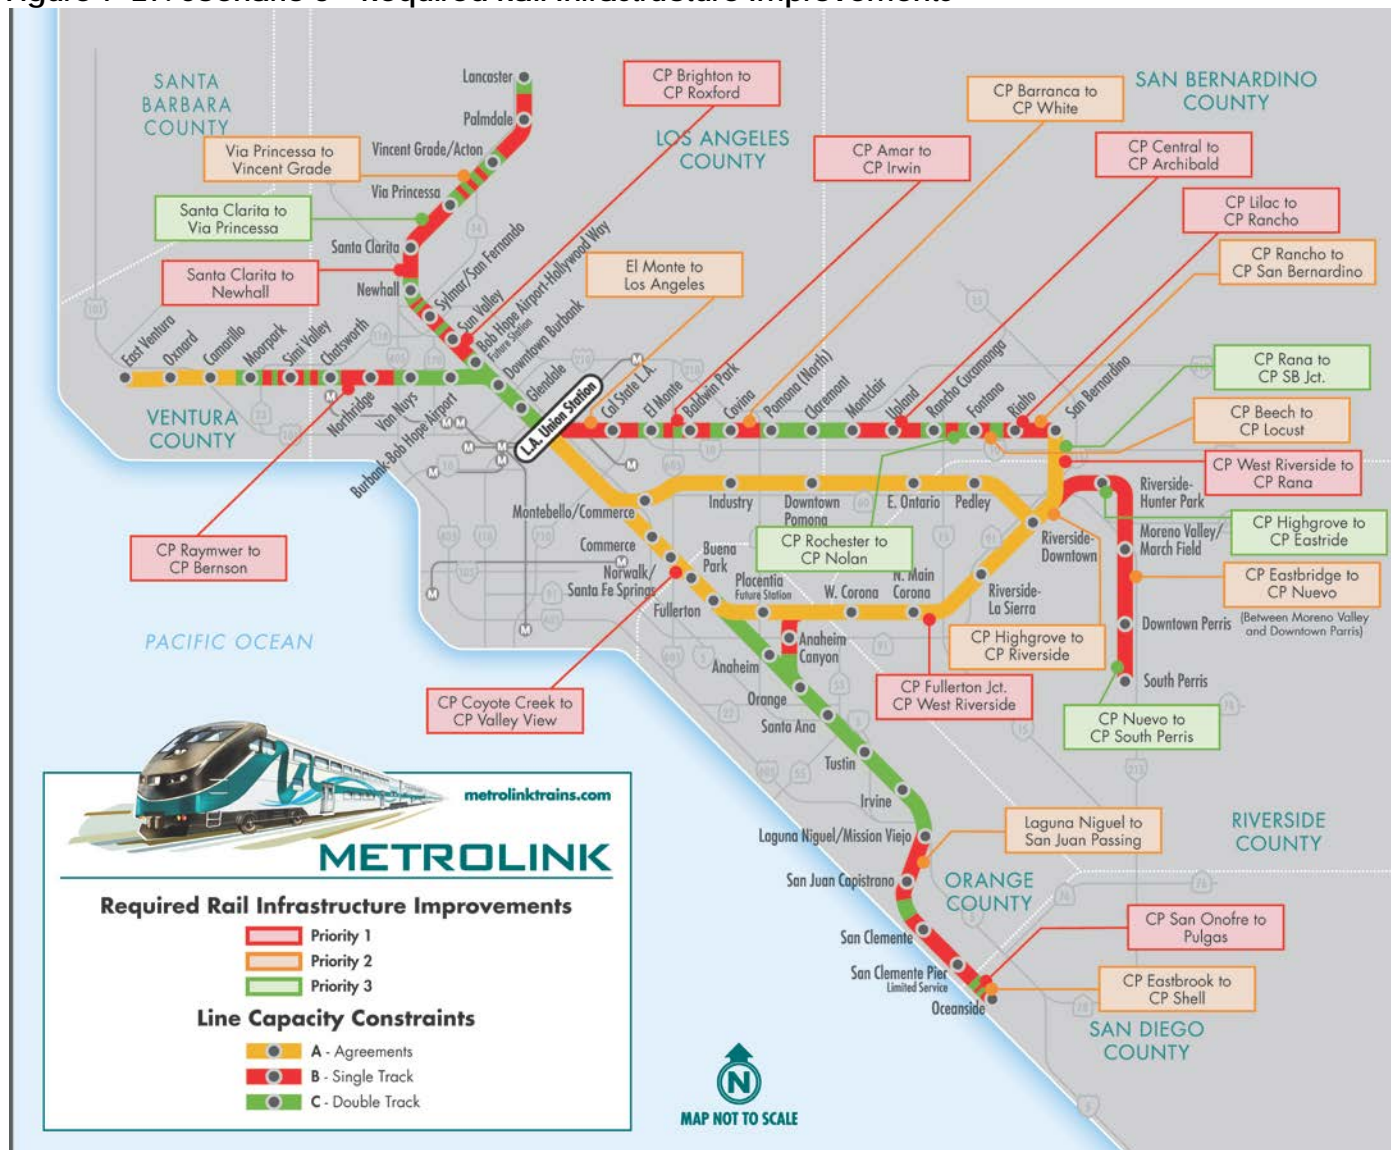 SANTA
BARBARA
COUNTY
Lancaster
Palmdale
CP Brighton to
CP Roxford
LOS ANGELES
COUNTY
CP Barranca to
CP White
SAN BERNARDINO
COUNTY
Via Princessa to
Vincent Grade
Vincent Grade/Acton
Via Princessa
CP Amar to
CP Irwin
CP Central to
CP Archibald
CP Lilac to
CP Rancho
CP Rancho to
CP San Bernardino
Santa Clarita to
Via Princessa
Santa Clarita
Santa Clarita to
Newhall
Newhall
Sylmar/San Fernando
Sun Valley
Bob Hope Airport-Hollywood Way
Future Station
Downtown Burbank
Glendale
El Monte to
Los Angeles
East Ventura
Oxnard
Camarillo
Moorpark
Simi Valley
Chatsworth
Northridge
Van Nuys
Burbank-Bob Hope Airport
VENTURA
COUNTY
L.A. Union Station
Cal State L.A.
El Monte
Baldwin Park
Covina
Pomona (North)
Claremont
Montclair
Upland
Rancho Cucamonga
Fontana
Rialto
San Bernardino
CP Rana to
CP SB Jct.
CP Beech to
CP Locust
CP West Riverside to
CP Rana
Montebello/Commerce
Industry
Downtown
Pomona
E. Ontario
Pedley
Riverside-
Downtown
Riverside-
Hunter Park
Moreno Valley/
March Field
CP Highgrove to
CP Eastride
CP Raymwer to
CP Bernson
Commerce
Norwalk/
Santa Fe Springs
Buena
Park
Fullerton
Placentia
Future Station
CP Rochester to
CP Nolan
W. Corona
N. Main
Corona
Riverside-
La Sierra
CP Eastbridge to
CP Nuevo
(Between Moreno Valley
and Downtown Parris)
Downtown Perris
PACIFIC OCEAN
Anaheim
Canyon
CP Highgrove to
CP Riverside
Anaheim
Orange
Santa Ana
CP Coyote Creek to
CP Valley View
CP Fullerton Jct.
CP West Riverside
South Perris
CP Nuevo to
CP South Perris
Tustin
Irvine
Laguna Niguel/Mission Viejo
Laguna Niguel to
San Juan Passing
RIVERSIDE
COUNTY
San Juan Capistrano
ORANGE
COUNTY
San Clemente
CP San Onofre to
Pulgas
San Clemente Pier
Limited Service
Oceanside
CP Eastbrook to
CP Shell
SAN DIEGO
COUNTY
metrolinktrains.com
METROLINK
Required Rail Infrastructure Improvements
Priority 1
Priority 2
Priority 3
Line Capacity Constraints
A - Agreements
B - Single Track
C - Double Track
N
MAP NOT TO SCALE